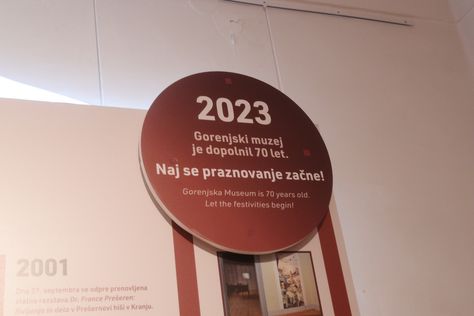 2023
Gorenjski muzej
je dopolnil 70 let.
Naj se praznovanje začne!
Gorenjska Museum is 70 years old.
Let the festivities begin!
2001
Dne 27. septembra se odpre prenovljena
stalna razstava Dr. France Prešeren:
življenje in delo v Prešernovi hiši v Kranju.